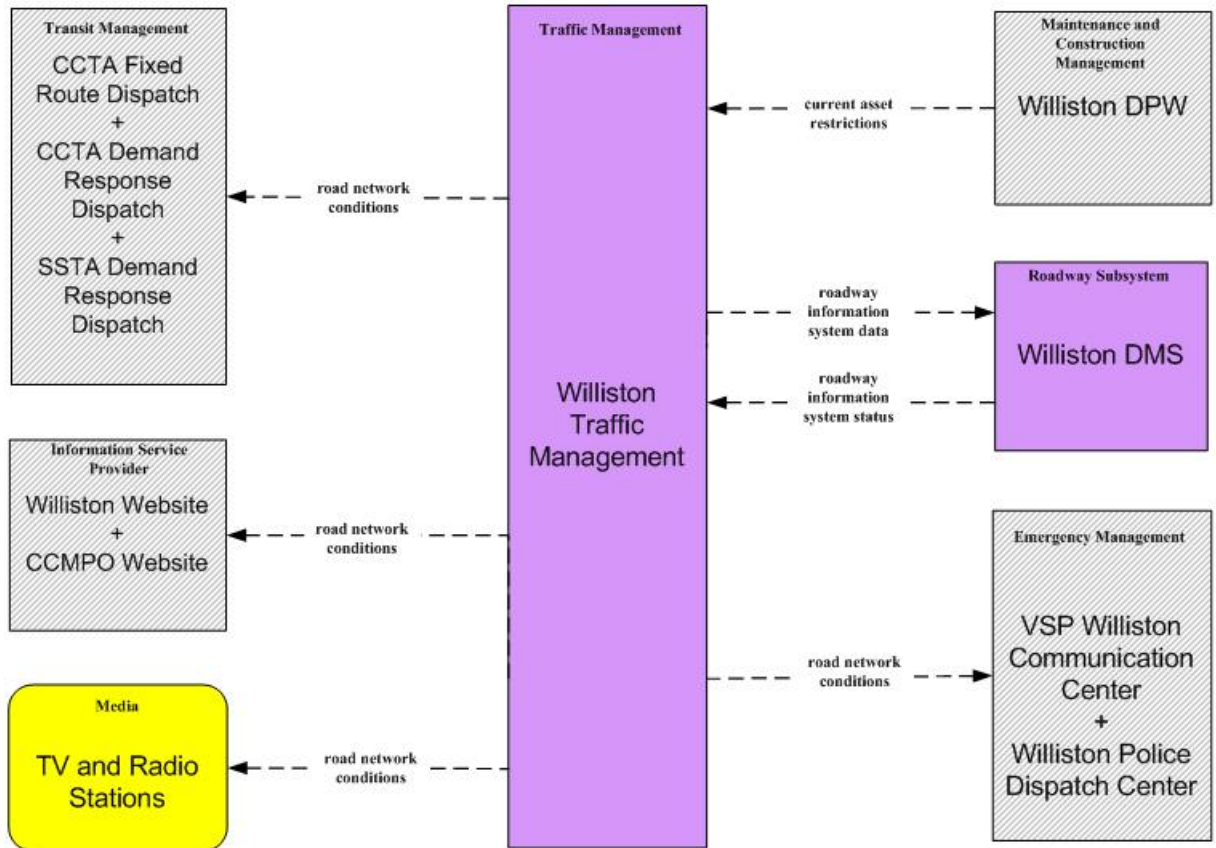 Transit Management
CCTA Fixed
Route Dispatch
+
CCTA Demand
Response
Dispatch
+
SSTA Demand
Response
Dispatch
road network
conditions
Information Service
Provider
Williston Website
+
CCMPO Website
road network
conditions
Media
TV and Radio
Stations
road network
conditions
Traffic Management
Williston
Traffic
Management
Maintenance and
Construction
Management
Williston DPW
current asset
restrictions
Roadway Subsystem
Williston DMS
roadway
information
system data
roadway
information
system status
Emergency Management
VSP Williston
Communication
Center
+
Williston Police
Dispatch Center
road network
conditions